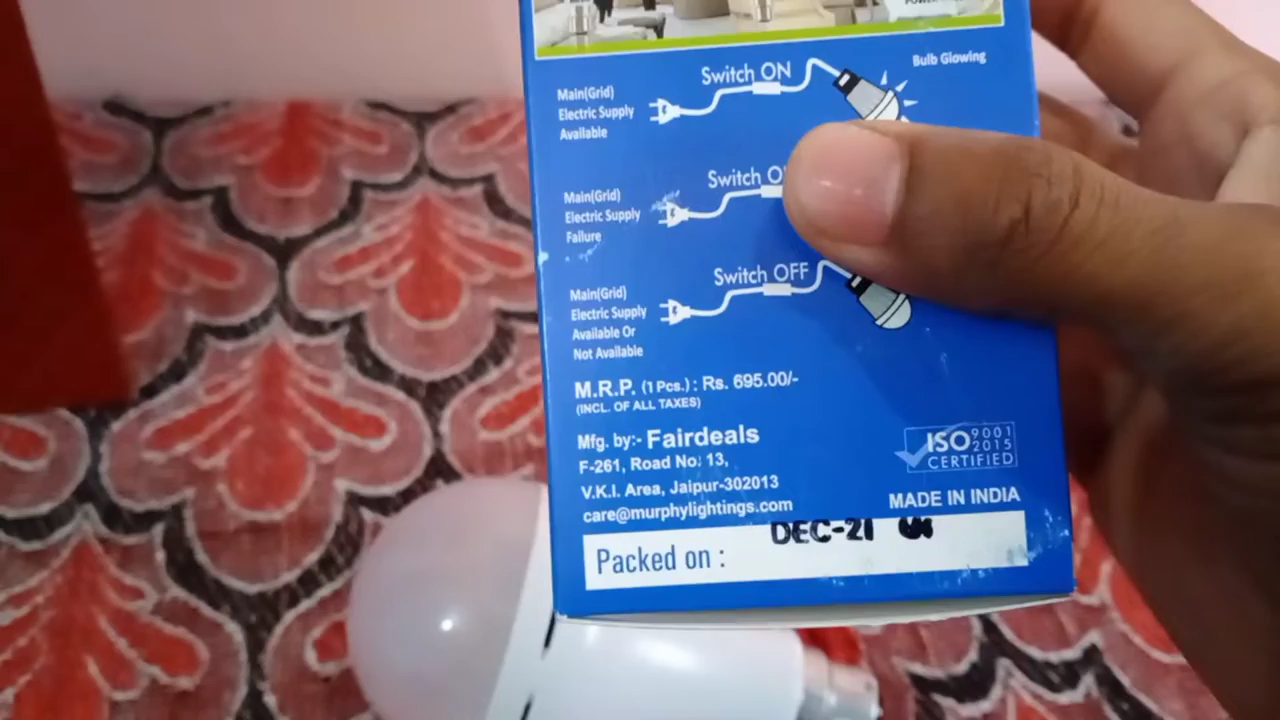 Switch ON
Bulb Glowing
Main(Grid)
Electric Supply
Available
Switch
Main(Grid)
Electric Supply
Failure
Switch OFF
Main(Grid)
Electric Supply
Available Or
Not Available
M.R.P. (1 Pcs.) : Rs. 695.00/-
(INCL. OF ALL TAXES)
Mfg. by:- Fairdeals
F-261, Road No: 13,
V.K.I. Area, Jaipur-302013
care@murphylightings.com
ISO 9001
2015
CERTIFIED
MADE IN INDIA
DEC-21
Packed on :